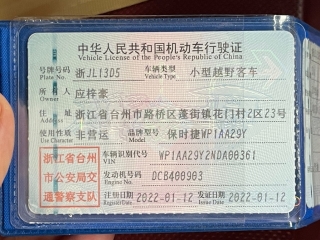 中华人民共和国机动车行驶证
Vehicle License of the People's Republic of China
号牌号码 浙JL13D5 车辆类型 小型越野客车
Plate No. Vehicle Type
所有人 应梓豪
Owner
住址 浙江省台州市路桥区蓬街镇花门村2区23号
Address
使用性质 非营运 品牌型号 保时捷WP1AA29Y
Use Character Model
浙江省台州市公安局交通警察支队
车辆识别代号 WP1AA29Y2NDA00361
VIN
发动机号码 DCB400903
Engine No.
注册日期 2022-01-12 发证日期 2022-01-12
Register Date Issue Date